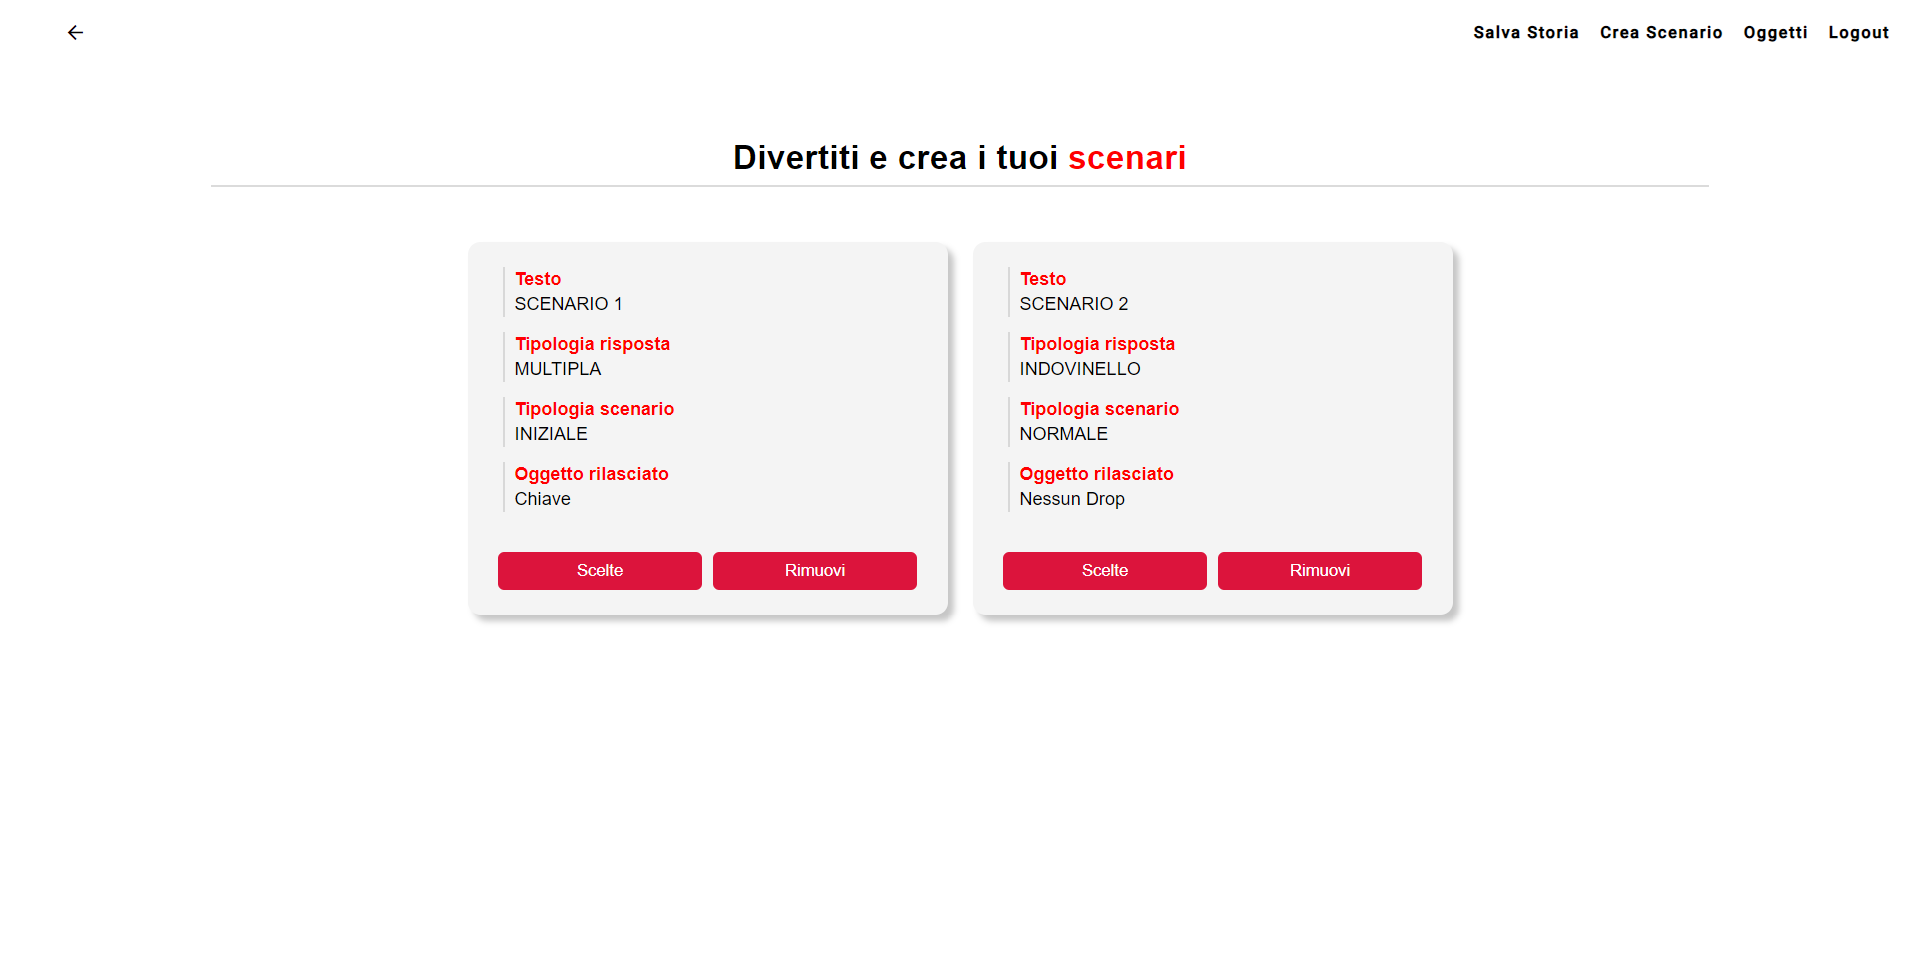 Salva Storia Crea Scenario Oggetti Logout
Divertiti e crea i tuoi scenari
Testo
SCENARIO 1
Tipologia risposta
MULTIPLA
Tipologia scenario
INIZIALE
Oggetto rilasciato
Chiave
Scelte Rimuovi
Testo
SCENARIO 2
Tipologia risposta
INDOVINELLO
Tipologia scenario
NORMALE
Oggetto rilasciato
Nessun Drop
Scelte Rimuovi